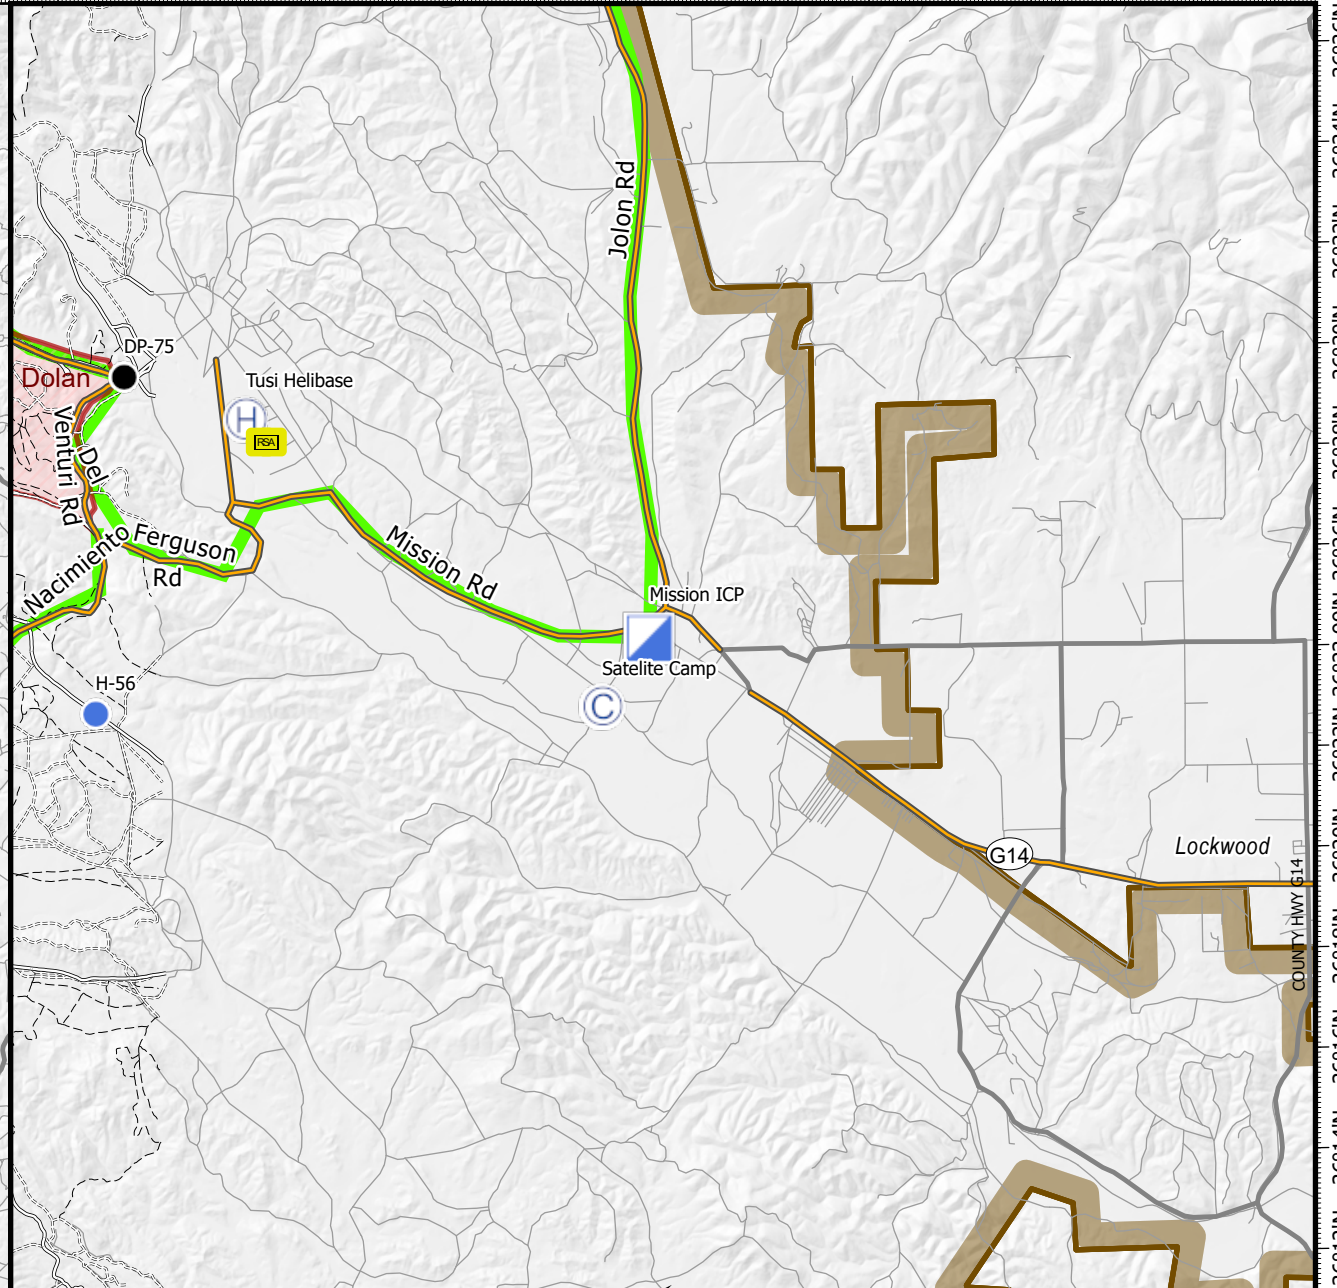 Jolon Rd
DP-75
Dolan
Tusi Helibase
H
RSA
Venturi Rd
Del
Nacimiento
Ferguson
Rd
Mission Rd
Mission ICP
Satelite Camp
C
H-56
G14
Lockwood
COUNTY HWY G14